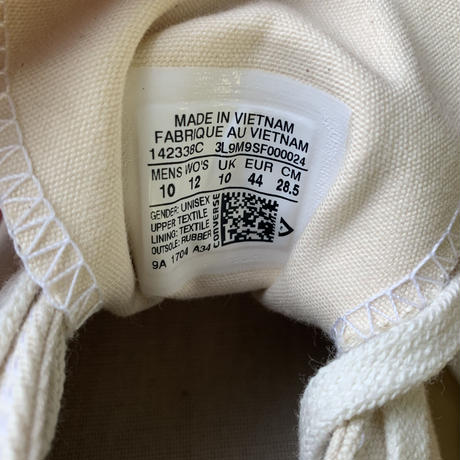 MADE IN VIETNAM
FABRIQUE AU VIETNAM
142338C 3L9M9SF000024
MENS WO'S UK EUR CM
10 12 10 44 28.5
GENDER: UNISEX
UPPER TEXTILE
LINING: TEXTILE
OUTSOLE: RUBBER
9A 1704 A34
CONVERSE